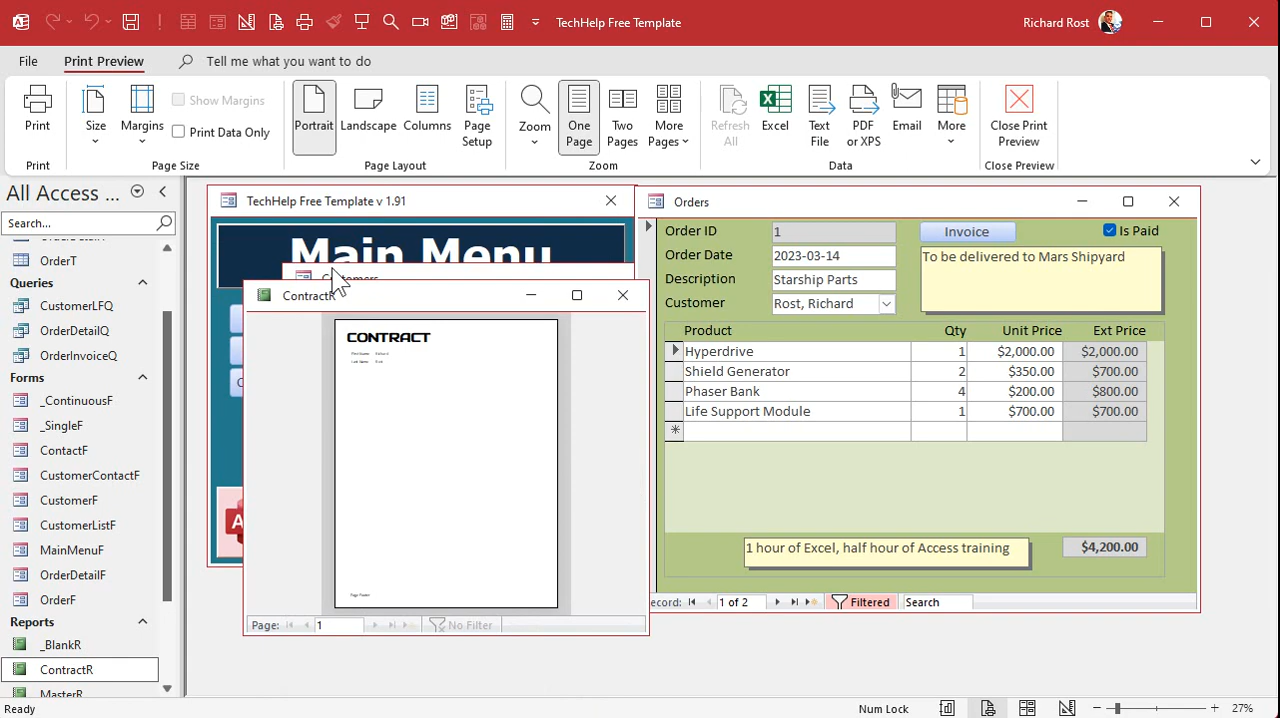 TechHelp Free Template
Richard Rost
File
Print Preview
Tell me what you want to do
Print
Size
Margins
Show Margins
Print Data Only
Portrait
Landscape
Columns
Page Setup
Zoom
One Page
Two Pages
More Pages
Refresh All
Excel
Text File
PDF or XPS
Email
More
Close Print Preview
Print
Page Size
Page Layout
Zoom
Data
Close Preview
All Access ...
Search...
OrderT
Queries
CustomerLFQ
OrderDetailQ
OrderInvoiceQ
Forms
_ContinuousF
_SingleF
ContactF
CustomerContactF
CustomerF
CustomerListF
MainMenuF
OrderDetailF
OrderF
Reports
_BlankR
ContractR
MasterR
TechHelp Free Template v 1.91
Main Menu
Customers
ContractR
CONTRACT
Page Footer
Page: 1
No Filter
Orders
Order ID 1
Invoice
Is Paid
Order Date 2023-03-14
To be delivered to Mars Shipyard
Description Starship Parts
Customer Rost, Richard
Product Qty Unit Price Ext Price
Hyperdrive 1 $2,000.00 $2,000.00
Shield Generator 2 $350.00 $700.00
Phaser Bank 4 $200.00 $800.00
Life Support Module 1 $700.00 $700.00
1 hour of Excel, half hour of Access training
$4,200.00
ecord: 1 of 2 Filtered Search
Ready
Num Lock
27%